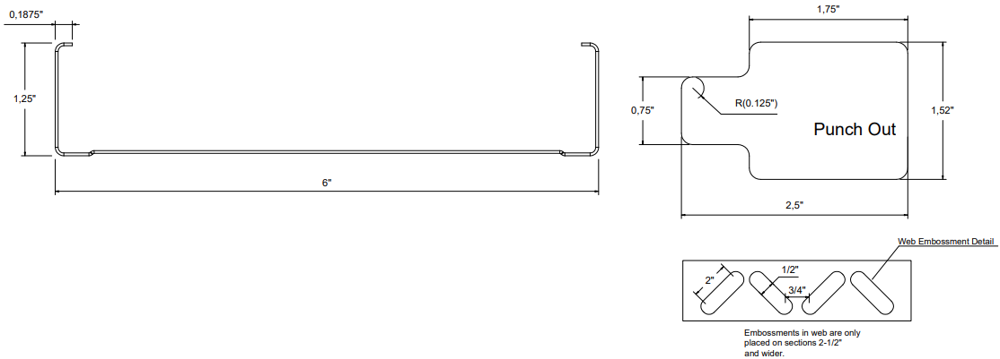 0,1875"
1,25"
6"
1,75"
0,75"
R(0.125")
1,52"
Punch Out
2,5"
Web Embossment Detail
2"
1/2"
3/4"
Embossments in web are only
placed on sections 2-1/2"
and wider.